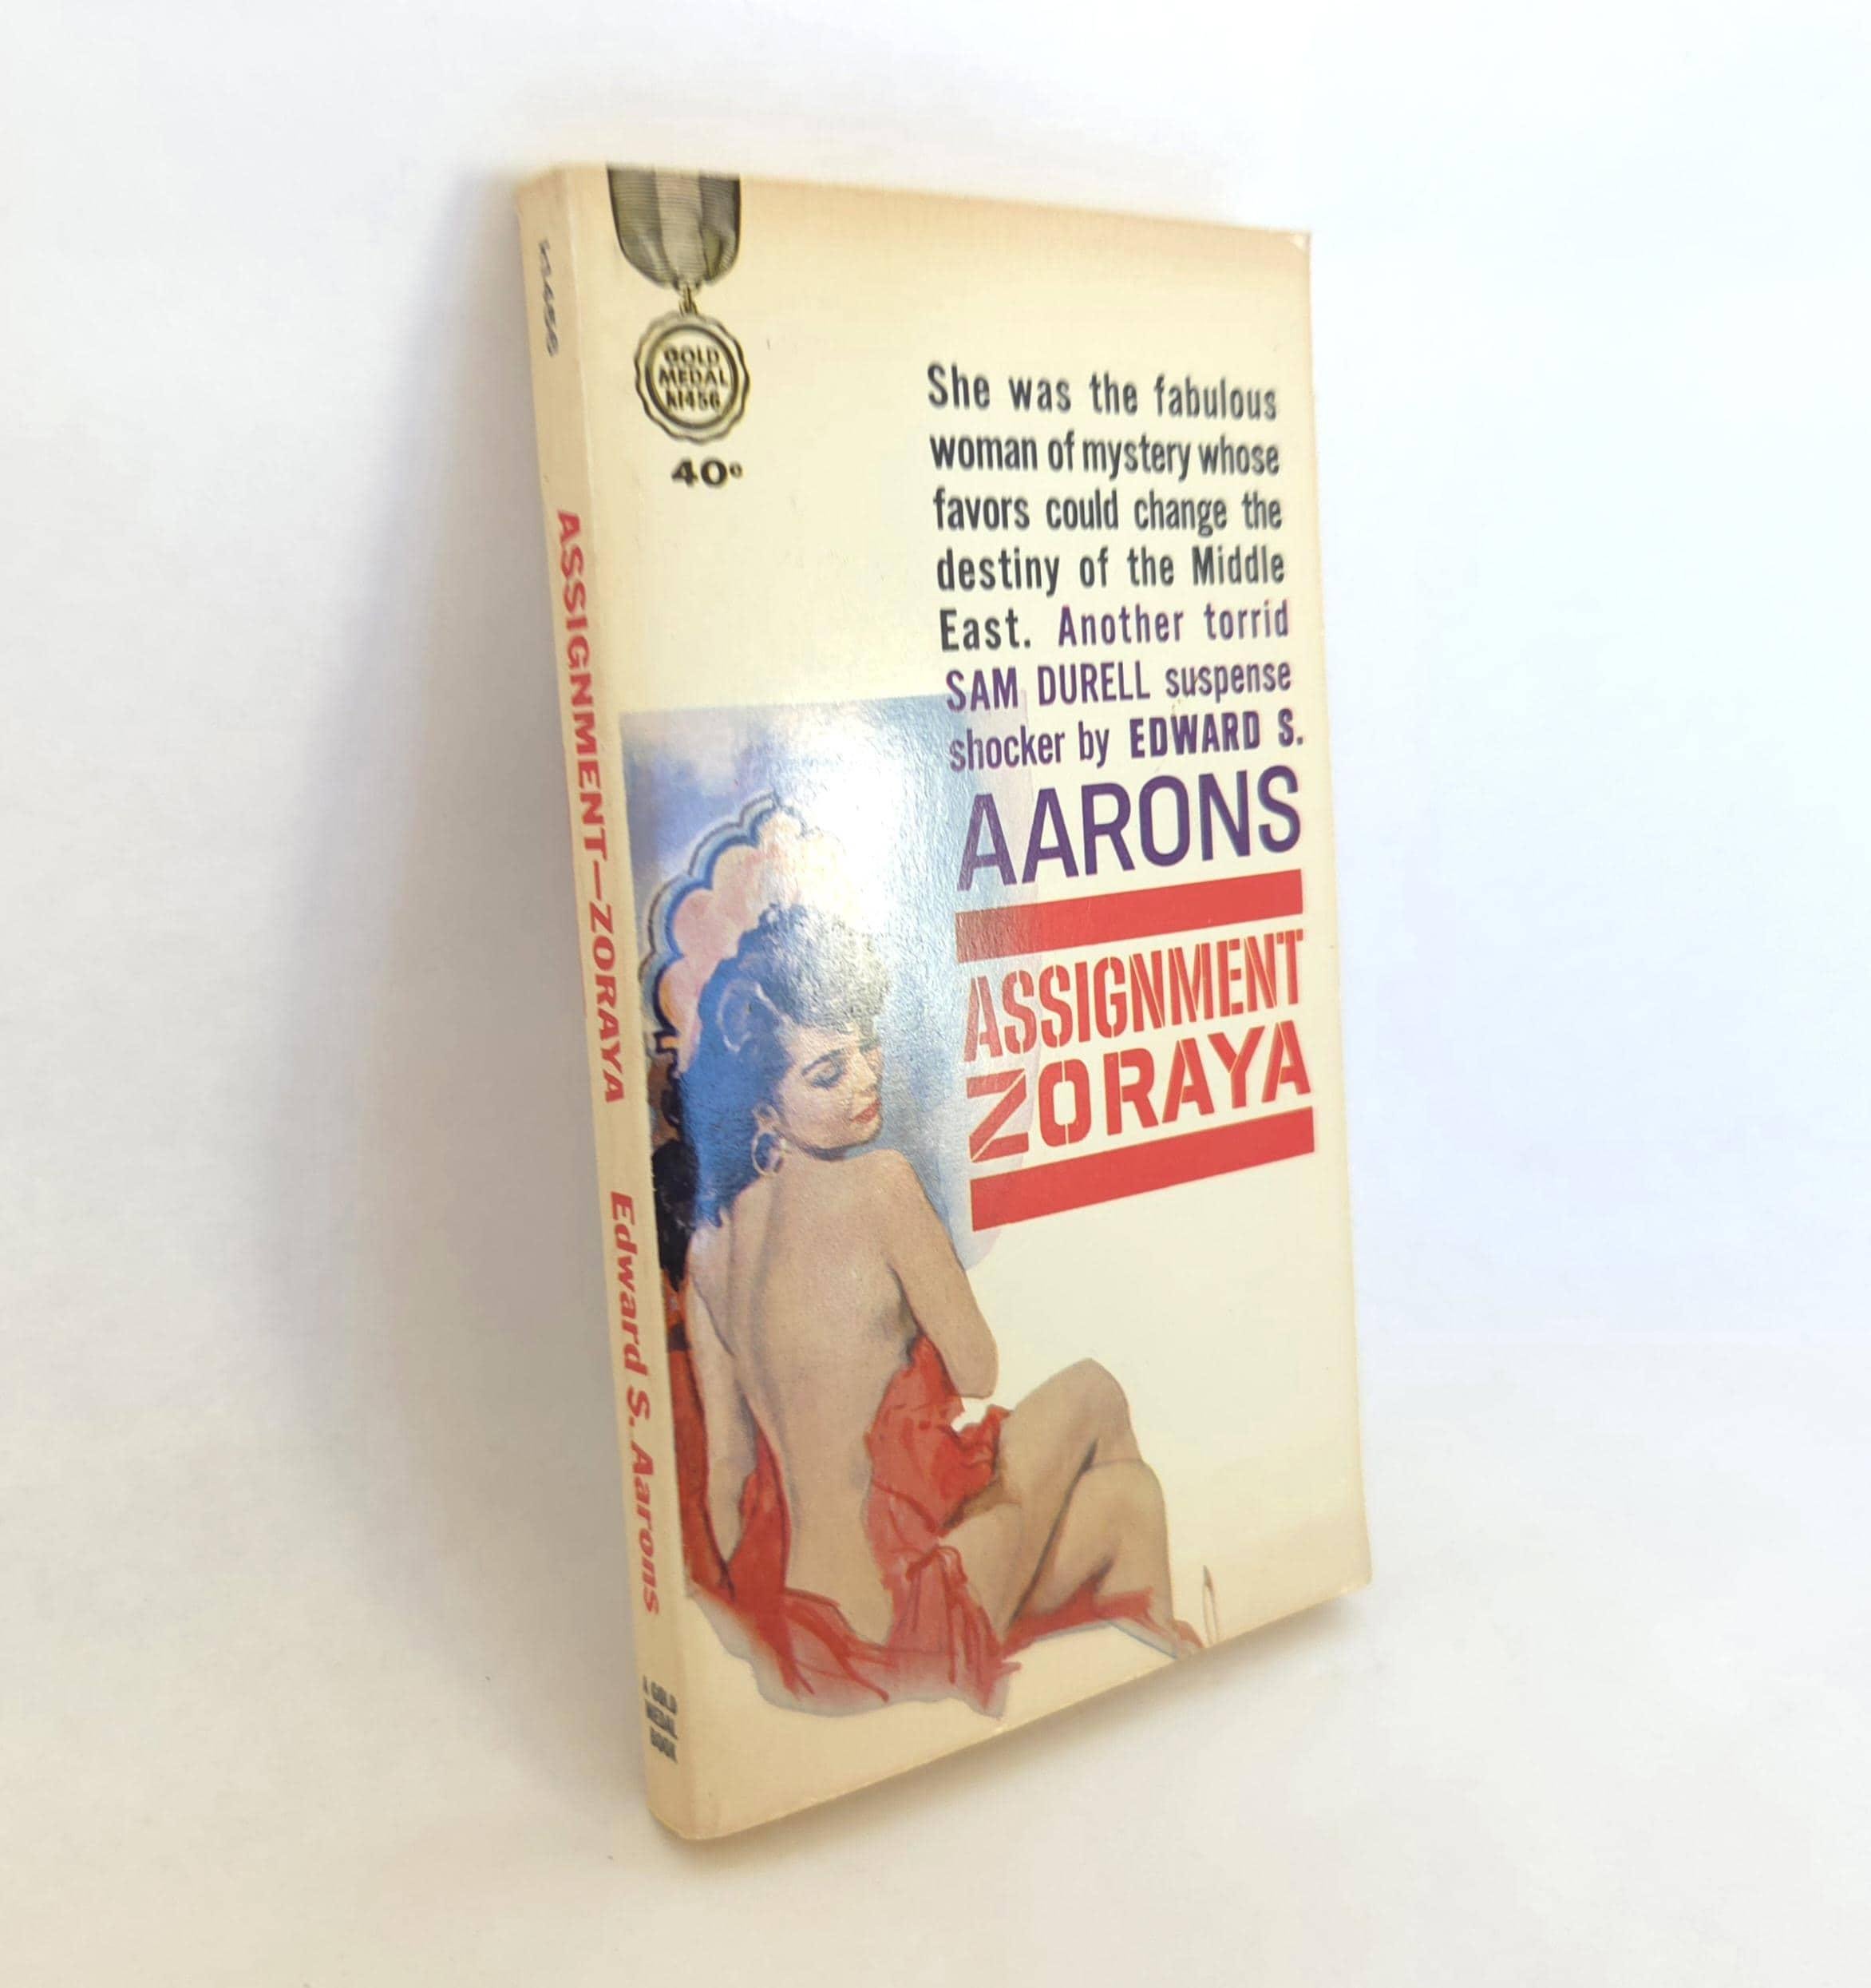 GOLD
MEDAL
k1456
40¢
She was the fabulous
woman of mystery whose
favors could change the
destiny of the Middle
East. Another torrid
SAM DURELL suspense
shocker by EDWARD S.
AARONS
ASSIGNMENT
ZORAYA
ASSIGNMENT—ZORAYA Edward S. Aarons
A GOLD
MEDAL
BOOK